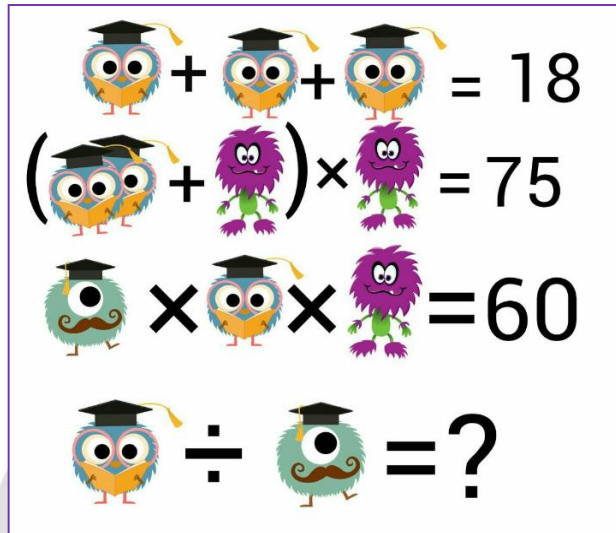 + + = 18
( + ) × = 75
× × = 60
÷ = ?